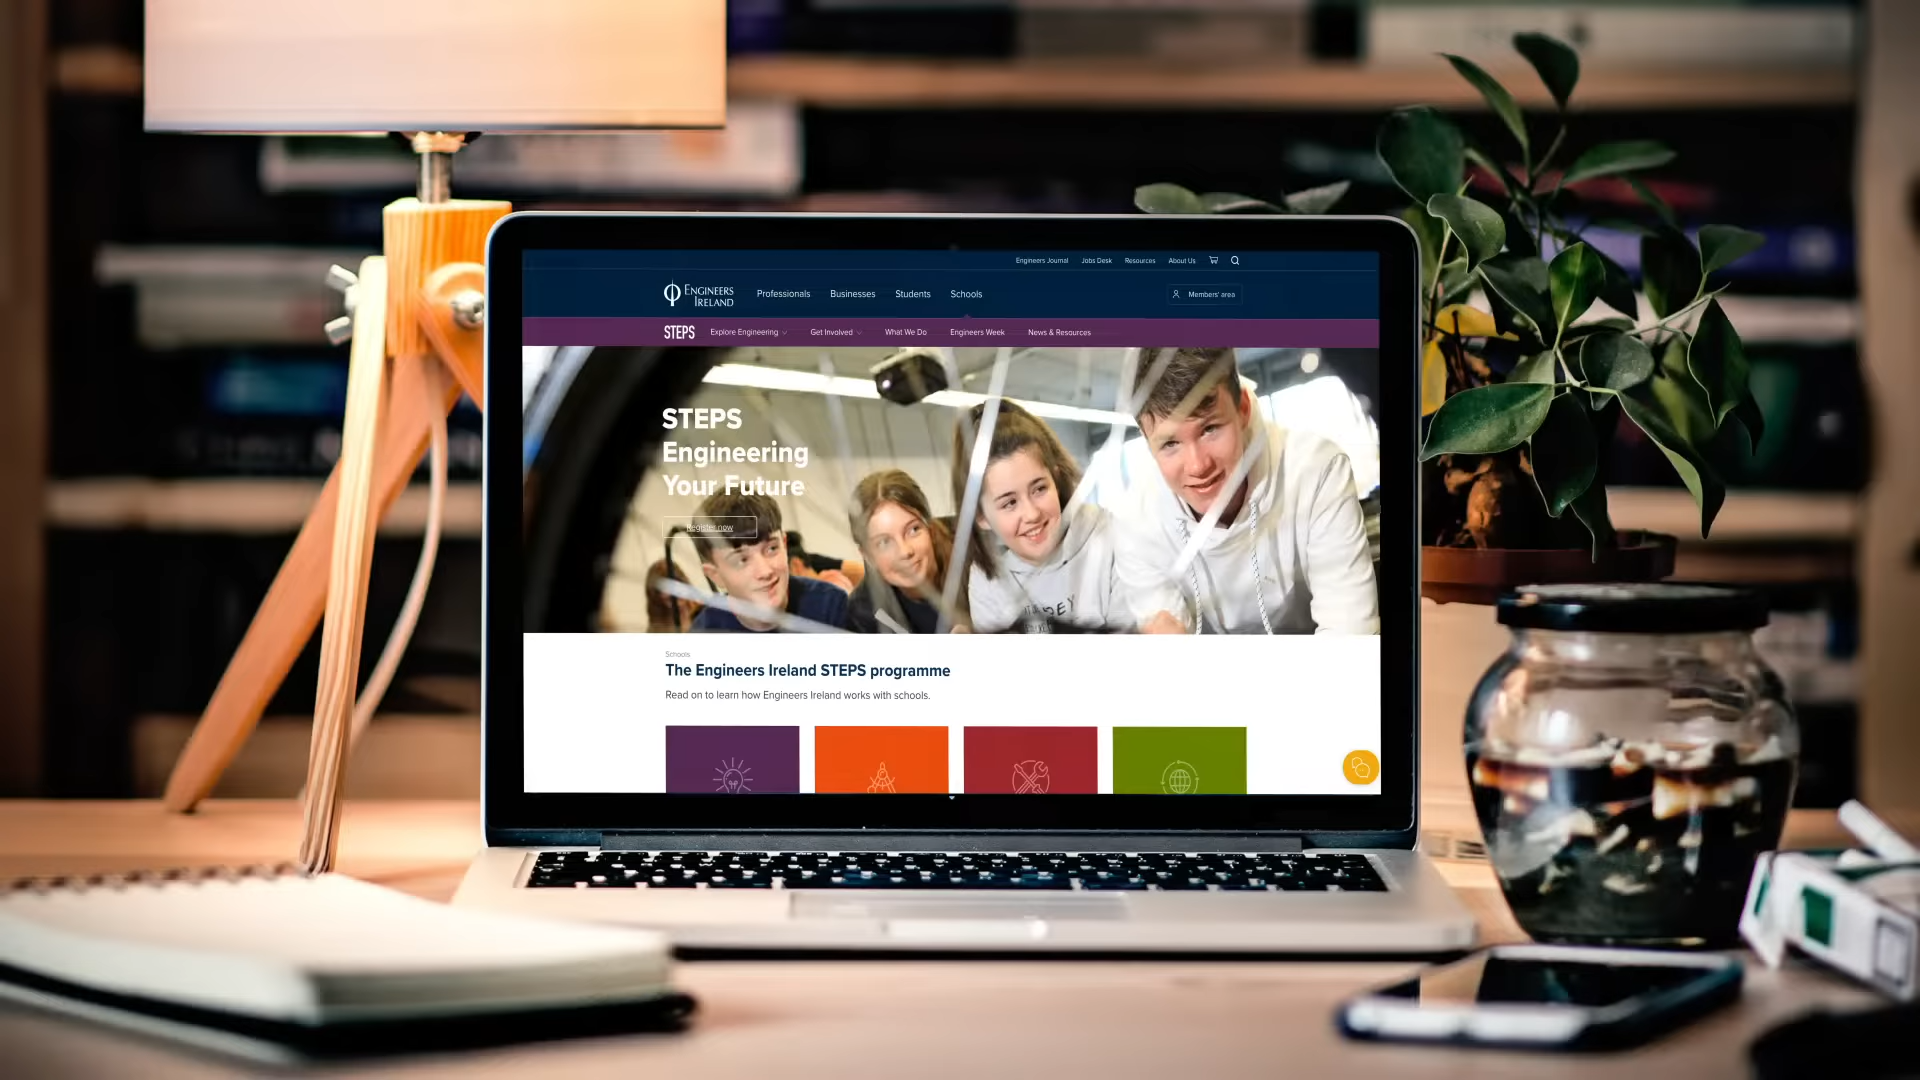 Engineers Journal Jobs Desk Resources About Us
ENGINEERS
IRELAND
Professionals Businesses Students Schools
Members' area
STEPS Explore Engineering Get Involved What We Do Engineers Week News & Resources
STEPS
Engineering
Your Future
Register now
Schools
The Engineers Ireland STEPS programme
Read on to learn how Engineers Ireland works with schools.